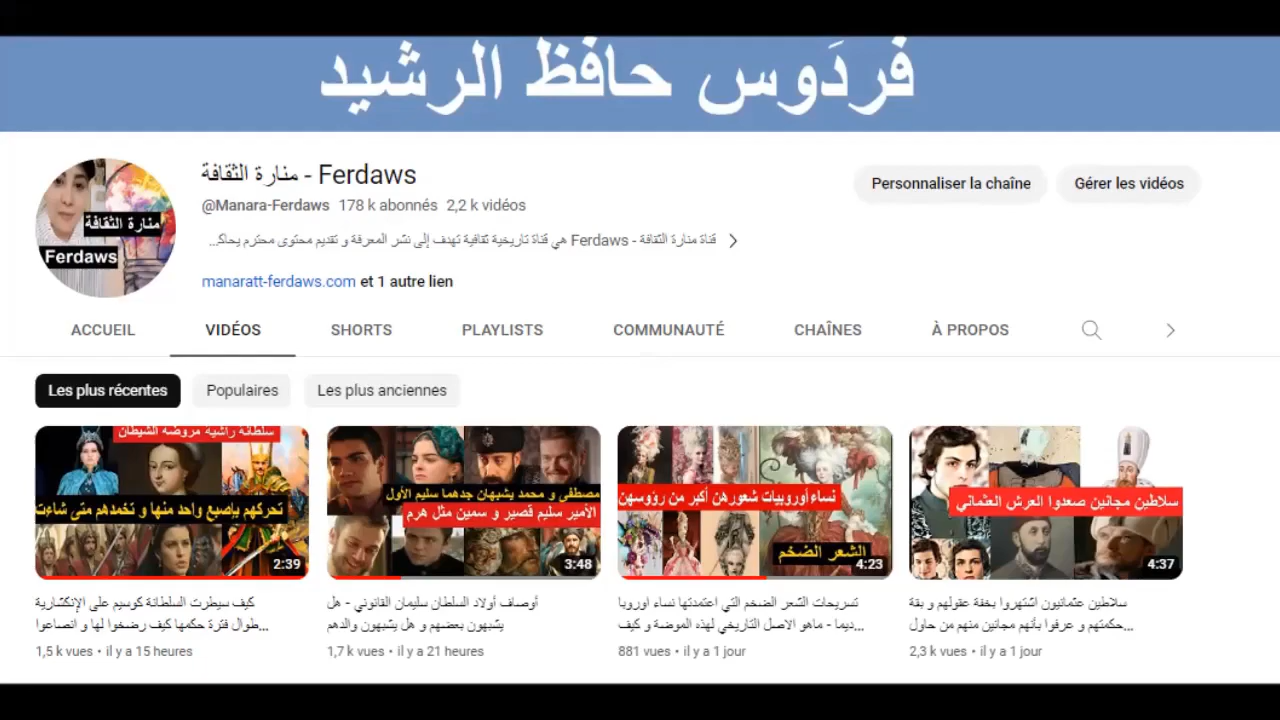 فردَوس حافظ الرشيد
منارة الثقافة - Ferdaws
@Manara-Ferdaws 178 k abonnés 2,2 k vidéos
قناة منارة الثقافة - Ferdaws هي قناة تاريخية ثقافية تهدف إلى نشر المعرفة و تقديم محتوى محترم يحاك...
manaratt-ferdaws.com et 1 autre lien
Personnaliser la chaîne
Gérer les vidéos
منارة الثقافة
Ferdaws
ACCUEIL VIDÉOS SHORTS PLAYLISTS COMMUNAUTÉ CHAÎNES À PROPOS
Les plus récentes Populaires Les plus anciennes
سلطانة راشية مروضة الشيطان
تحركهم بإصبع واحد منها و تخمدهم متى شاءت
2:39
كيف سيطرت السلطانة كوسيم على الإنكشارية
طوال فترة حكمها كيف رضخوا لها و انصاعوا...
1,5 k vues • il y a 15 heures
مصطفى و محمد يشبهان جدهما سليم الأول
الأمير سليم قصير و سمين مثل هرم
3:48
أوصاف أولاد السلطان سليمان القانوني - هل
يشبهون بعضهم و هل يشبهون والدهم
1,7 k vues • il y a 21 heures
نساء أوروبيات شعورهن أكبر من رؤوسهن
الشعر الضخم
4:23
تسريحات الشعر الضخم التي اعتمدتها نساء اوروبا
ديما - ماهو الاصل التاريخي لهذه الموضة و كيف...
881 vues • il y a 1 jour
سلاطين مجانين صعدوا العرش العثماني
4:37
سلاطين عثمانيون اشتهروا بخفة عقولهم و بقة
حكمتهم و عرفوا بأنهم مجانين منهم من حاول...
2,3 k vues • il y a 1 jour